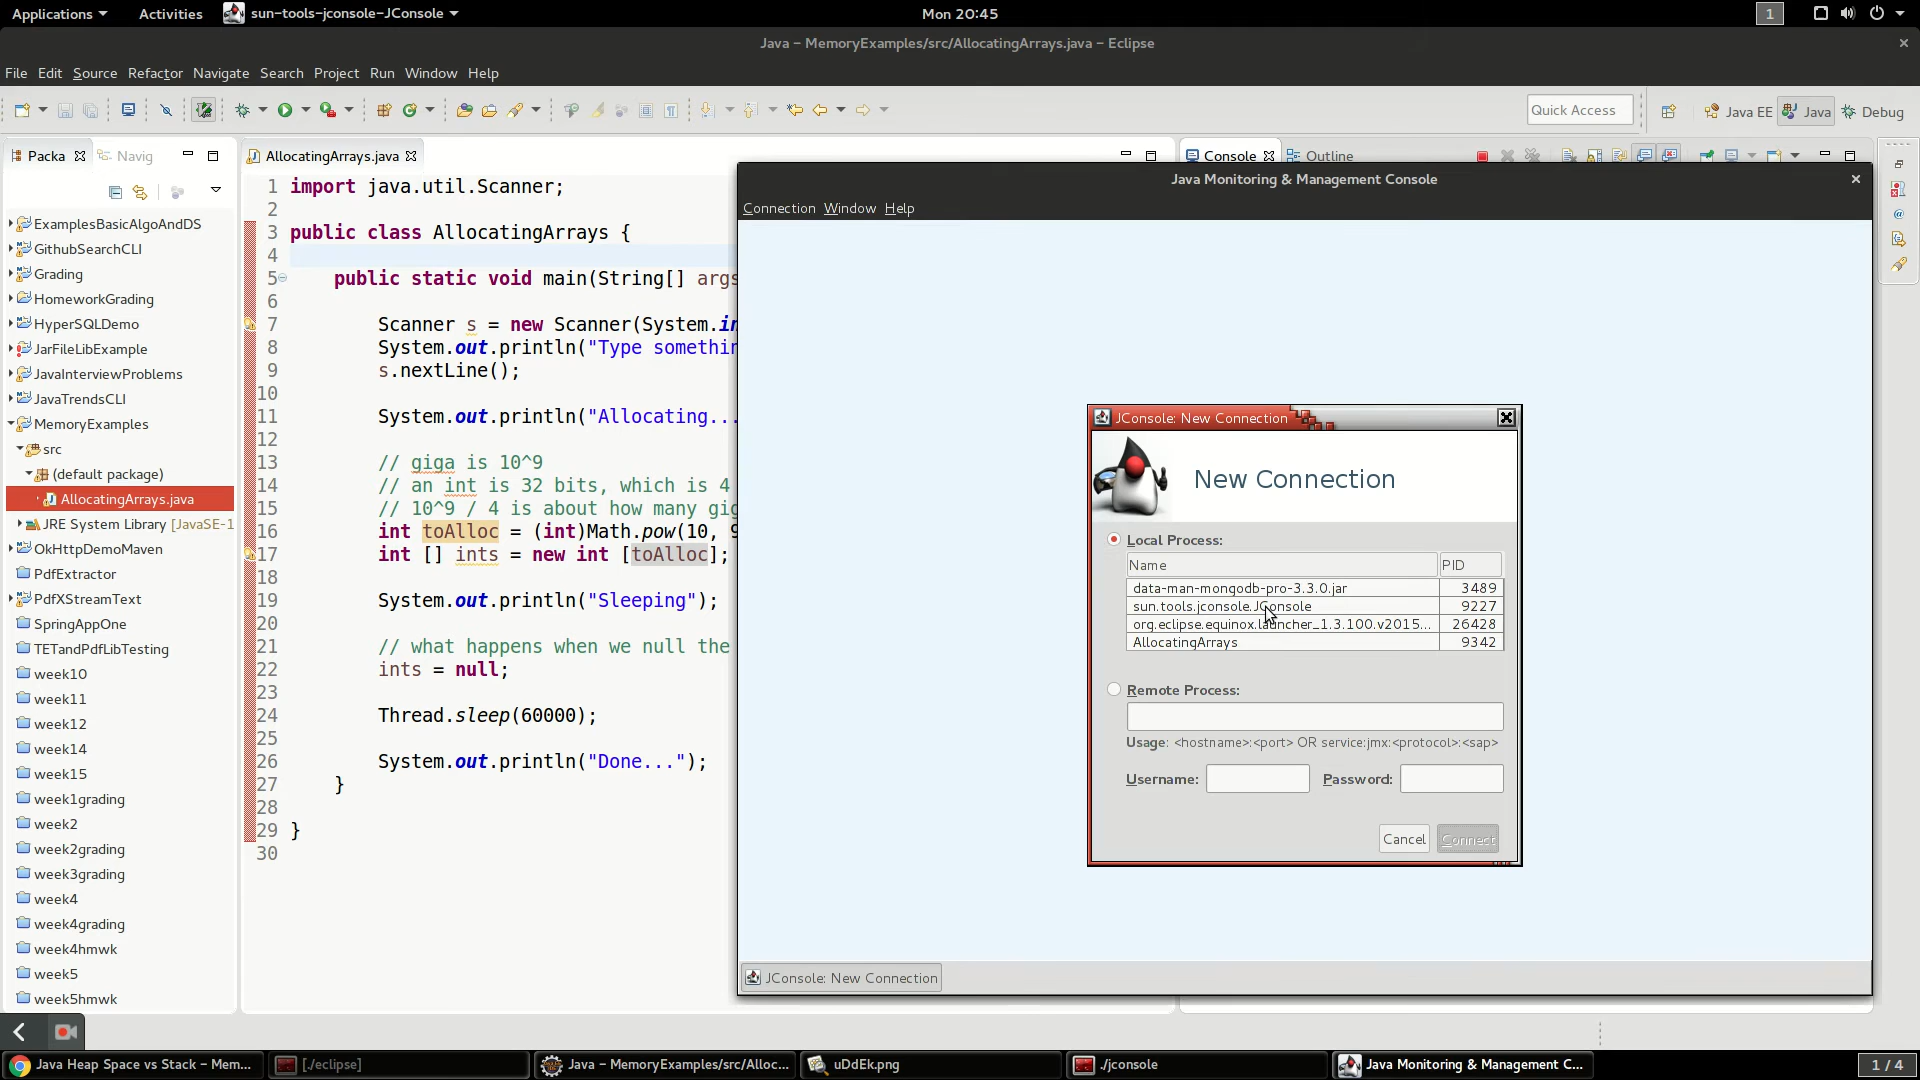 Applications
Activities
sun-tools-jconsole-JConsole
Mon 20:45
1
Java – MemoryExamples/src/AllocatingArrays.java – Eclipse
File Edit Source Refactor Navigate Search Project Run Window Help
Quick Access
Java EE
Java
Debug
Packa
Navig
AllocatingArrays.java
Console
Outline
ExamplesBasicAlgoAndDS
GithubSearchCLI
Grading
HomeworkGrading
HyperSQLDemo
JarFileLibExample
JavaInterviewProblems
JavaTrendsCLI
MemoryExamples
src
(default package)
AllocatingArrays.java
JRE System Library [JavaSE-1
OkHttpDemoMaven
PdfExtractor
PdfXStreamText
SpringAppOne
TETandPdfLibTesting
week10
week11
week12
week14
week15
week1grading
week2
week2grading
week3grading
week4
week4grading
week4hmwk
week5
week5hmwk
1 import java.util.Scanner;
2
3 public class AllocatingArrays {
4
5 public static void main(String[] args
6
7 Scanner s = new Scanner(System.in
8 System.out.println("Type somethin
9 s.nextLine();
10
11 System.out.println("Allocating...
12
13 // giga is 10^9
14 // an int is 32 bits, which is 4
15 // 10^9 / 4 is about how many gig
16 int toAlloc = (int)Math.pow(10, 9
17 int [] ints = new int [toAlloc];
18
19 System.out.println("Sleeping");
20
21 // what happens when we null the
22 ints = null;
23
24 Thread.sleep(60000);
25
26 System.out.println("Done...");
27 }
28
29 }
30
Java Monitoring & Management Console
Connection Window Help
JConsole: New Connection
New Connection
Local Process:
Name PID
data-man-mongodb-pro-3.3.0.jar 3489
sun.tools.jconsole.JConsole 9227
org.eclipse.equinox.launcher_1.3.100.v2015... 26428
AllocatingArrays 9342
Remote Process:
Usage: <hostname>:<port> OR service:jmx:<protocol>:<sap>
Username: Password:
Cancel Connect
JConsole: New Connection
Java Heap Space vs Stack – Mem...
[./eclipse]
Java – MemoryExamples/src/Alloc...
uDdEk.png
./jconsole
Java Monitoring & Management C...
1 / 4